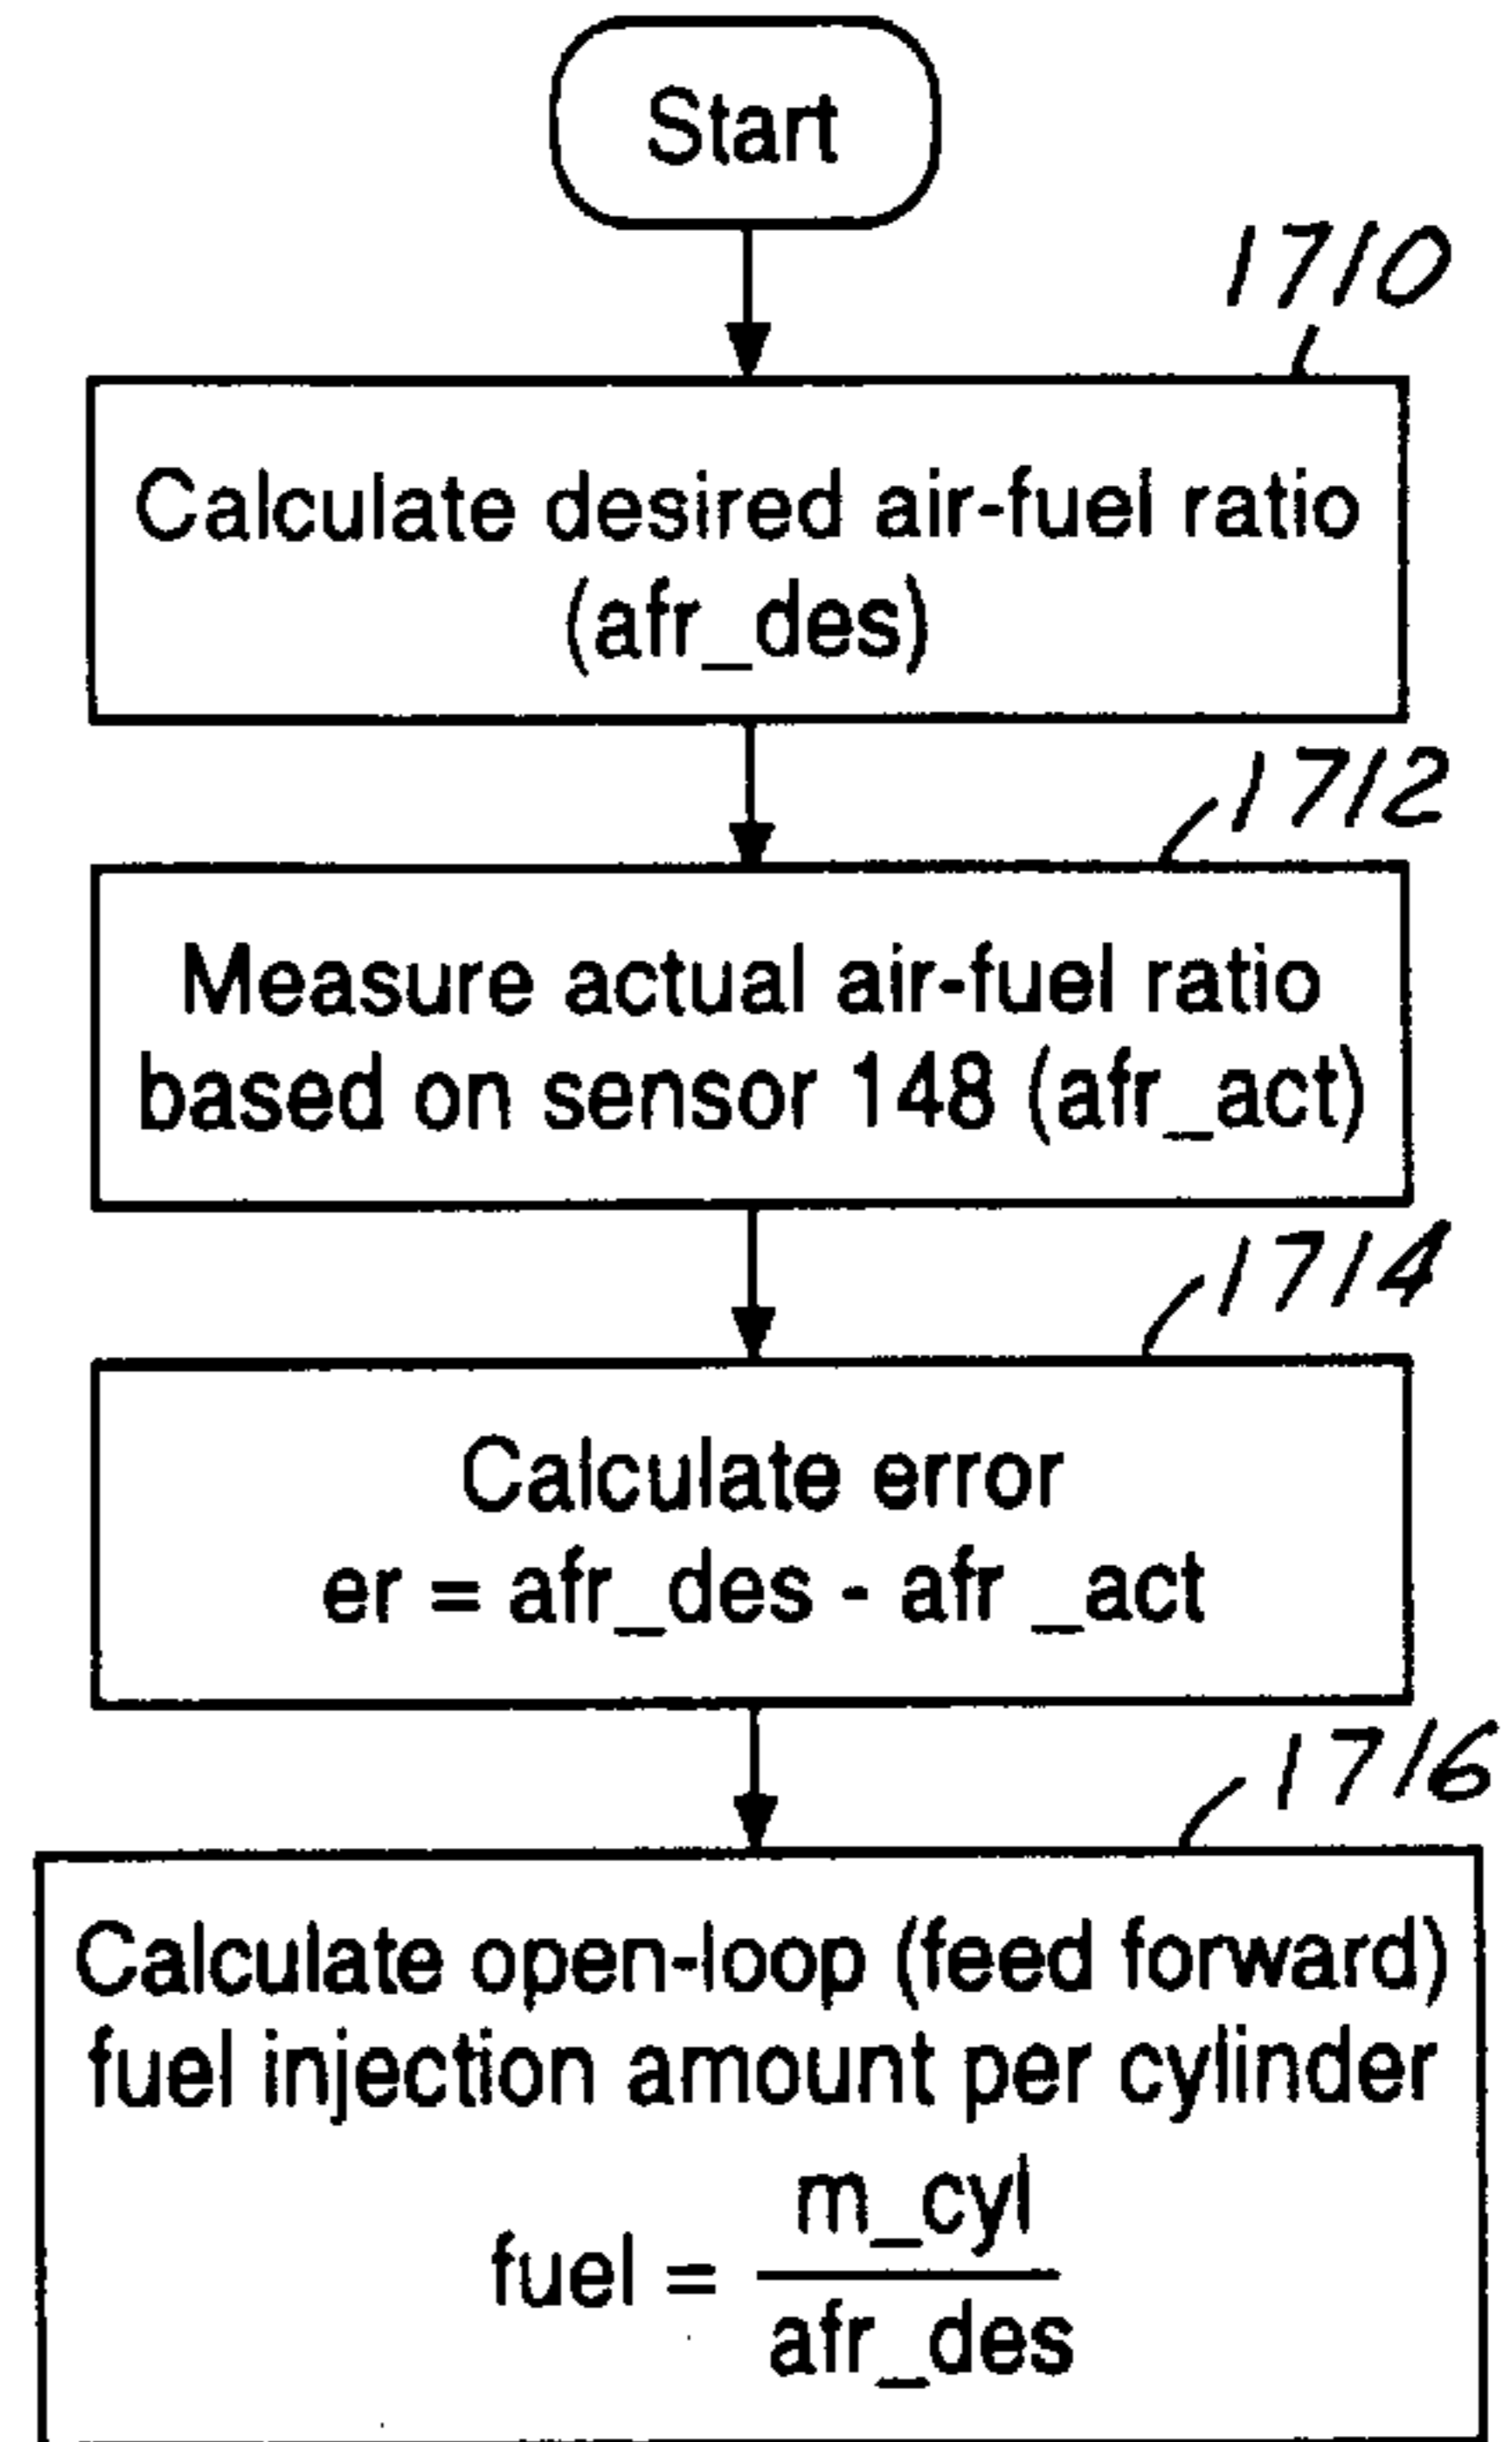 Start
1710
Calculate desired air-fuel ratio
(afr_des)
1712
Measure actual air-fuel ratio
based on sensor 148 (afr_act)
1714
Calculate error
er = afr_des - afr _act
1716
Calculate open-loop (feed forward)
fuel injection amount per cylinder
m_cyl
fuel =
afr_des